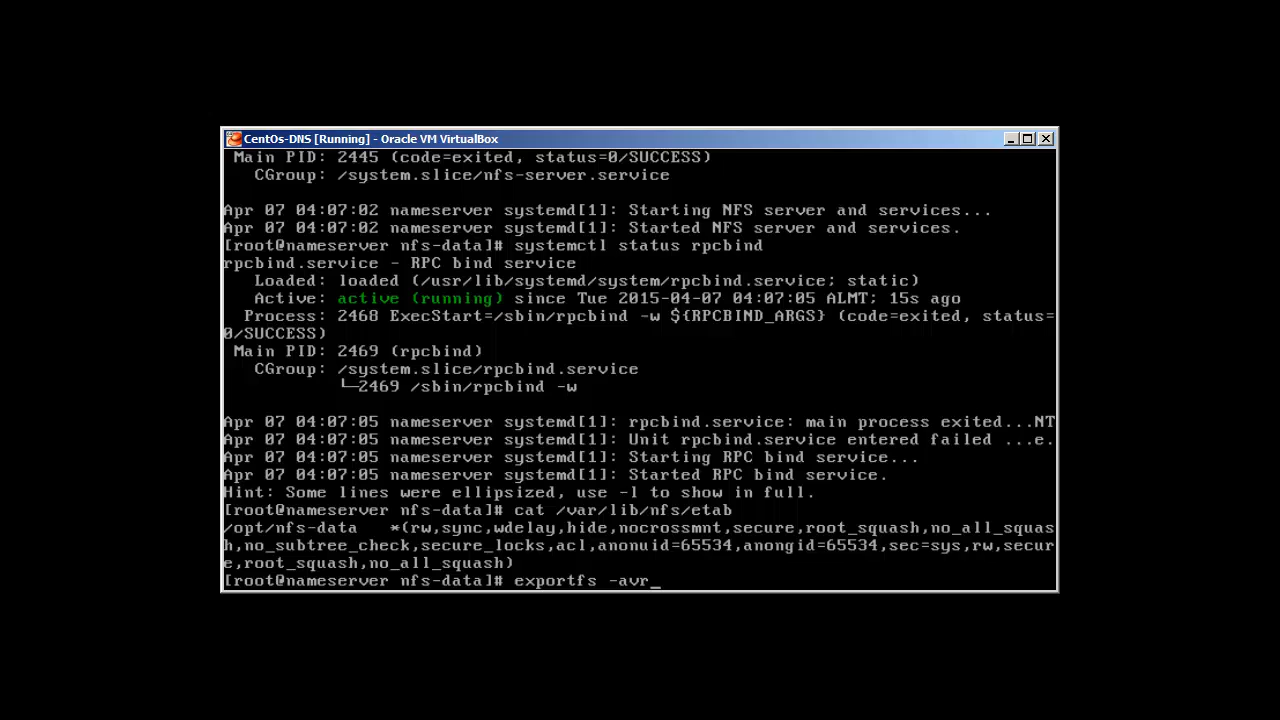 CentOs-DNS [Running] - Oracle VM VirtualBox
Main PID: 2445 (code=exited, status=0/SUCCESS)
CGroup: /system.slice/nfs-server.service
Apr 07 04:07:02 nameserver systemd[1]: Starting NFS server and services...
Apr 07 04:07:02 nameserver systemd[1]: Started NFS server and services.
[root@nameserver nfs-data]# systemctl status rpcbind
rpcbind.service - RPC bind service
Loaded: loaded (/usr/lib/systemd/system/rpcbind.service; static)
Active: active (running) since Tue 2015-04-07 04:07:05 ALMT; 15s ago
Process: 2468 ExecStart=/sbin/rpcbind -w ${RPCBIND_ARGS} (code=exited, status=
0/SUCCESS)
Main PID: 2469 (rpcbind)
CGroup: /system.slice/rpcbind.service
└─2469 /sbin/rpcbind -w
Apr 07 04:07:05 nameserver systemd[1]: rpcbind.service: main process exited...NT
Apr 07 04:07:05 nameserver systemd[1]: Unit rpcbind.service entered failed ...e.
Apr 07 04:07:05 nameserver systemd[1]: Starting RPC bind service...
Apr 07 04:07:05 nameserver systemd[1]: Started RPC bind service.
Hint: Some lines were ellipsized, use -l to show in full.
[root@nameserver nfs-data]# cat /var/lib/nfs/etab
/opt/nfs-data   *(rw,sync,wdelay,hide,nocrossmnt,secure,root_squash,no_all_squas
h,no_subtree_check,secure_locks,acl,anonuid=65534,anongid=65534,sec=sys,rw,secur
e,root_squash,no_all_squash)
[root@nameserver nfs-data]# exportfs -avr_